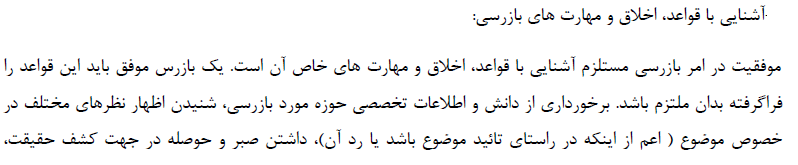 ·آشنایی با قواعد، اخلاق و مهارت های بازرسی:
موفقیت در امر بازرسی مستلزم آشنایی با قواعد، اخلاق و مهارت های خاص آن است. یک بازرس موفق باید این قواعد را
فراگرفته بدان ملتزم باشد. برخورداری از دانش و اطلاعات تخصصی حوزه مورد بازرسی، شنیدن اظهار نظرهای مختلف در
خصوص موضوع ( اعم از اینکه در راستای تائید موضوع باشد یا رد آن)، داشتن صبر و حوصله در جهت کشف حقیقت،